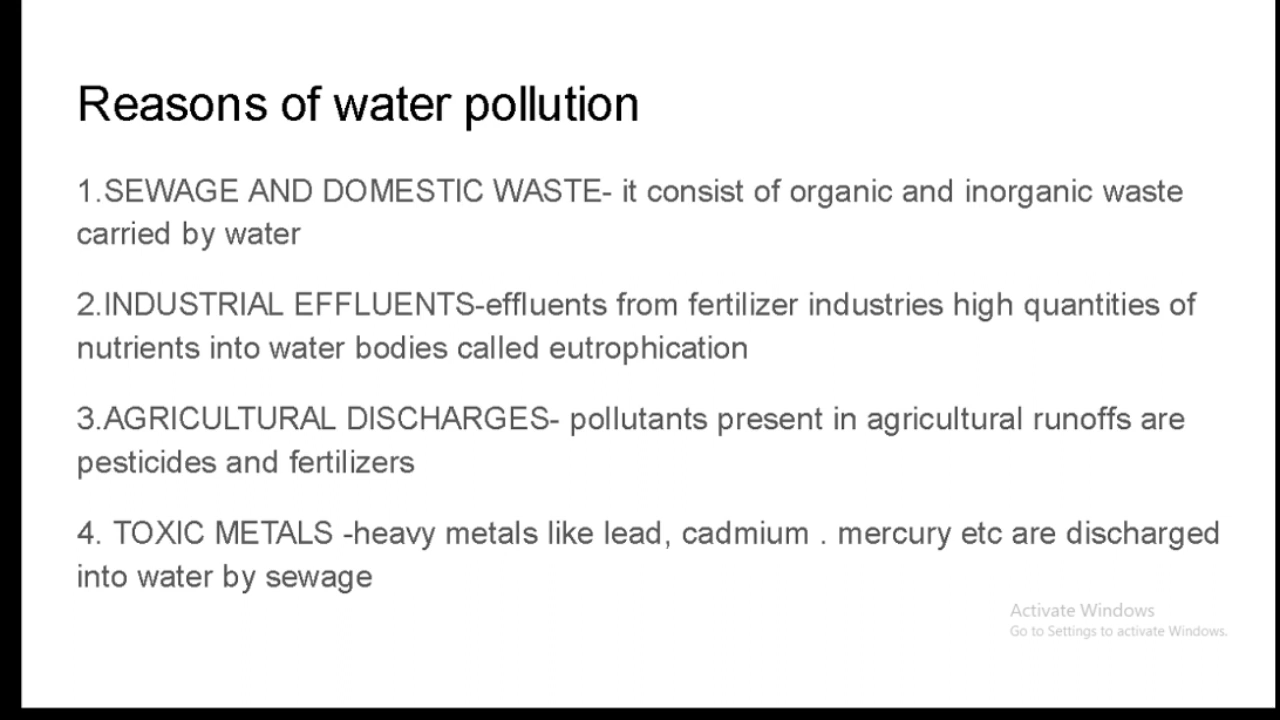 Reasons of water pollution
1.SEWAGE AND DOMESTIC WASTE- it consist of organic and inorganic waste
carried by water
2.INDUSTRIAL EFFLUENTS-effluents from fertilizer industries high quantities of
nutrients into water bodies called eutrophication
3.AGRICULTURAL DISCHARGES- pollutants present in agricultural runoffs are
pesticides and fertilizers
4. TOXIC METALS -heavy metals like lead, cadmium . mercury etc are discharged
into water by sewage
Activate Windows
Go to Settings to activate Windows.